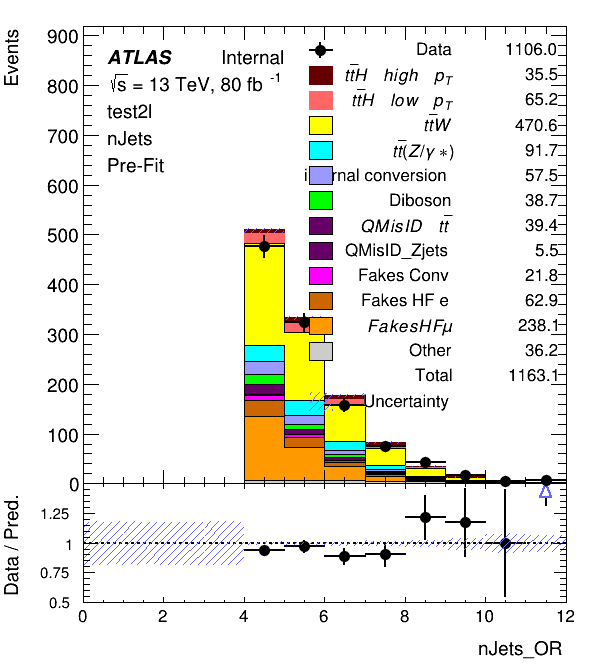 Events
900
800
700
600
500
400
300
200
100
0
ATLAS Internal
√s = 13 TeV, 80 fb -1
test2l
nJets
Pre-Fit
Data 1106.0
tt̄H high pT 35.5
tt̄H low pT 65.2
tt̄W 470.6
tt̄(Z/γ*) 91.7
conversion 57.5
Diboson 38.7
QMisID tt̄ 39.4
QMisID_Zjets 5.5
Fakes Conv 21.8
Fakes HF e 62.9
FakesHFμ 238.1
Other 36.2
Total 1163.1
Uncertainty
Data / Pred.
1.25
1
0.75
0.5
0 2 4 6 8 10 12
nJets_OR